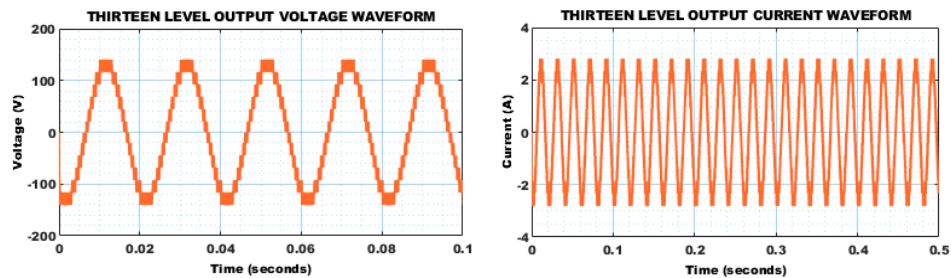 THIRTEEN LEVEL OUTPUT VOLTAGE WAVEFORM
200
100
0
-100
-200
Voltage (V)
0 0.02 0.04 0.06 0.08 0.1
Time (seconds)
THIRTEEN LEVEL OUTPUT CURRENT WAVEFORM
4
2
0
-2
-4
Current (A)
0 0.1 0.2 0.3 0.4 0.5
Time (seconds)